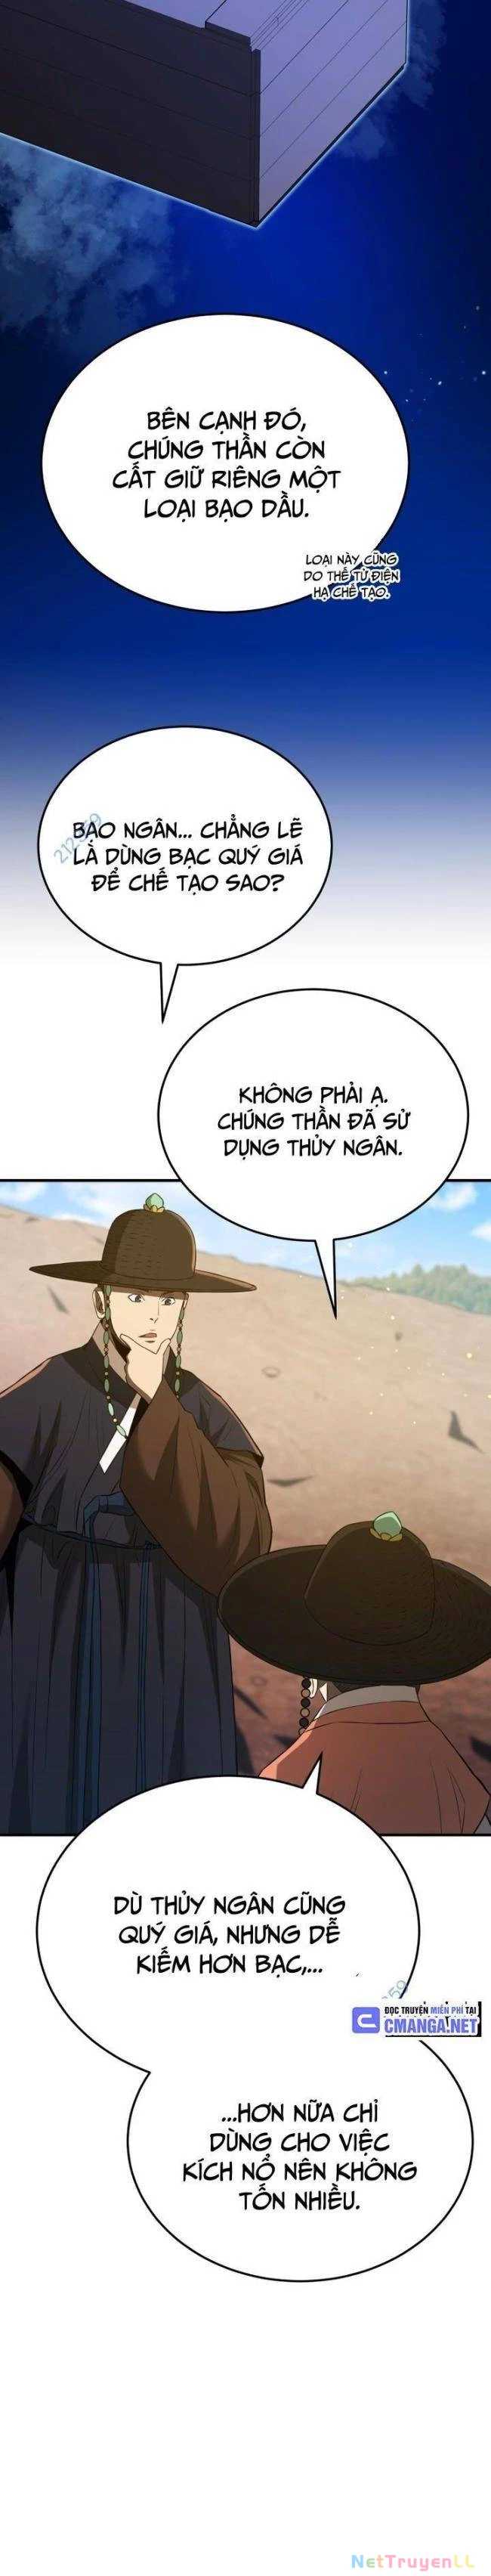 BÊN CẠNH ĐÓ,
CHÚNG THẦN CÒN
CẤT GIỮ RIÊNG MỘT
LOẠI BẠO DẦU.
LOẠI NÀY CŨNG
DO THẾ TỬ ĐIỆN
HẠ CHẾ TẠO.
BẠO NGÂN... CHẲNG LẼ
LÀ DÙNG BẠC QUÝ GIÁ
ĐỂ CHẾ TẠO SAO?
KHÔNG PHẢI Ạ.
CHÚNG THẦN ĐÃ SỬ
DỤNG THỦY NGÂN.
DÙ THỦY NGÂN CŨNG
QUÝ GIÁ, NHƯNG DỄ
KIẾM HƠN BẠC,...
ĐỌC TRUYỆN MIỄN PHÍ TẠI
CMANGA.NET
...HƠN NỮA CHỈ
DÙNG CHO VIỆC
KÍCH NỔ NÊN KHÔNG
TỐN NHIỀU.
NetTruyenLL